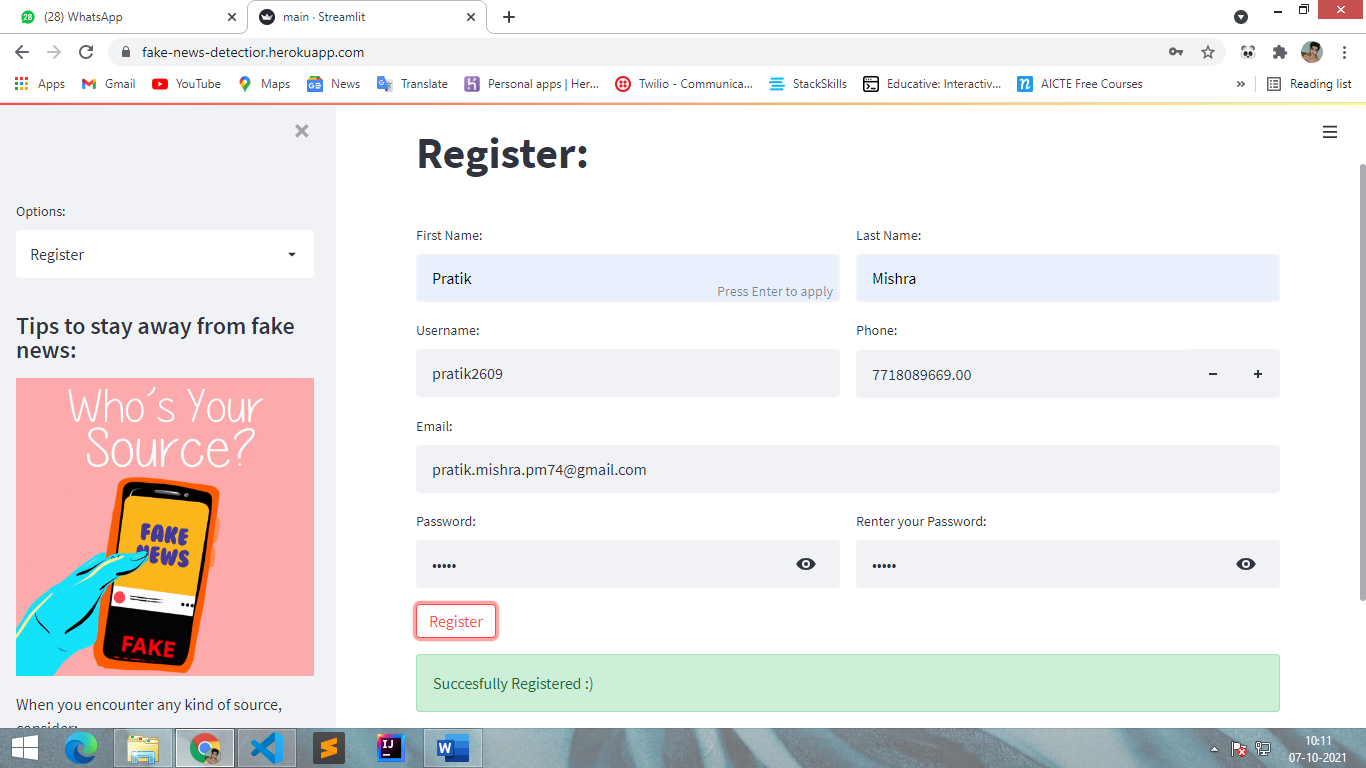 (28) WhatsApp
main · Streamlit
fake-news-detectior.herokuapp.com
Apps
Gmail
YouTube
Maps
News
Translate
Personal apps | Her...
Twilio - Communica...
StackSkills
Educative: Interactiv...
AICTE Free Courses
»
Reading list
Options:
Register
Tips to stay away from fake
news:
Who's Your
Source?
FAKE
NEWS
FAKE
When you encounter any kind of source,
consider:
Register:
First Name:
Last Name:
Pratik
Press Enter to apply
Mishra
Username:
Phone:
pratik2609
7718089669.00
Email:
pratik.mishra.pm74@gmail.com
Password:
Renter your Password:
•••••
•••••
Register
Succesfully Registered :)
10:11
07-10-2021